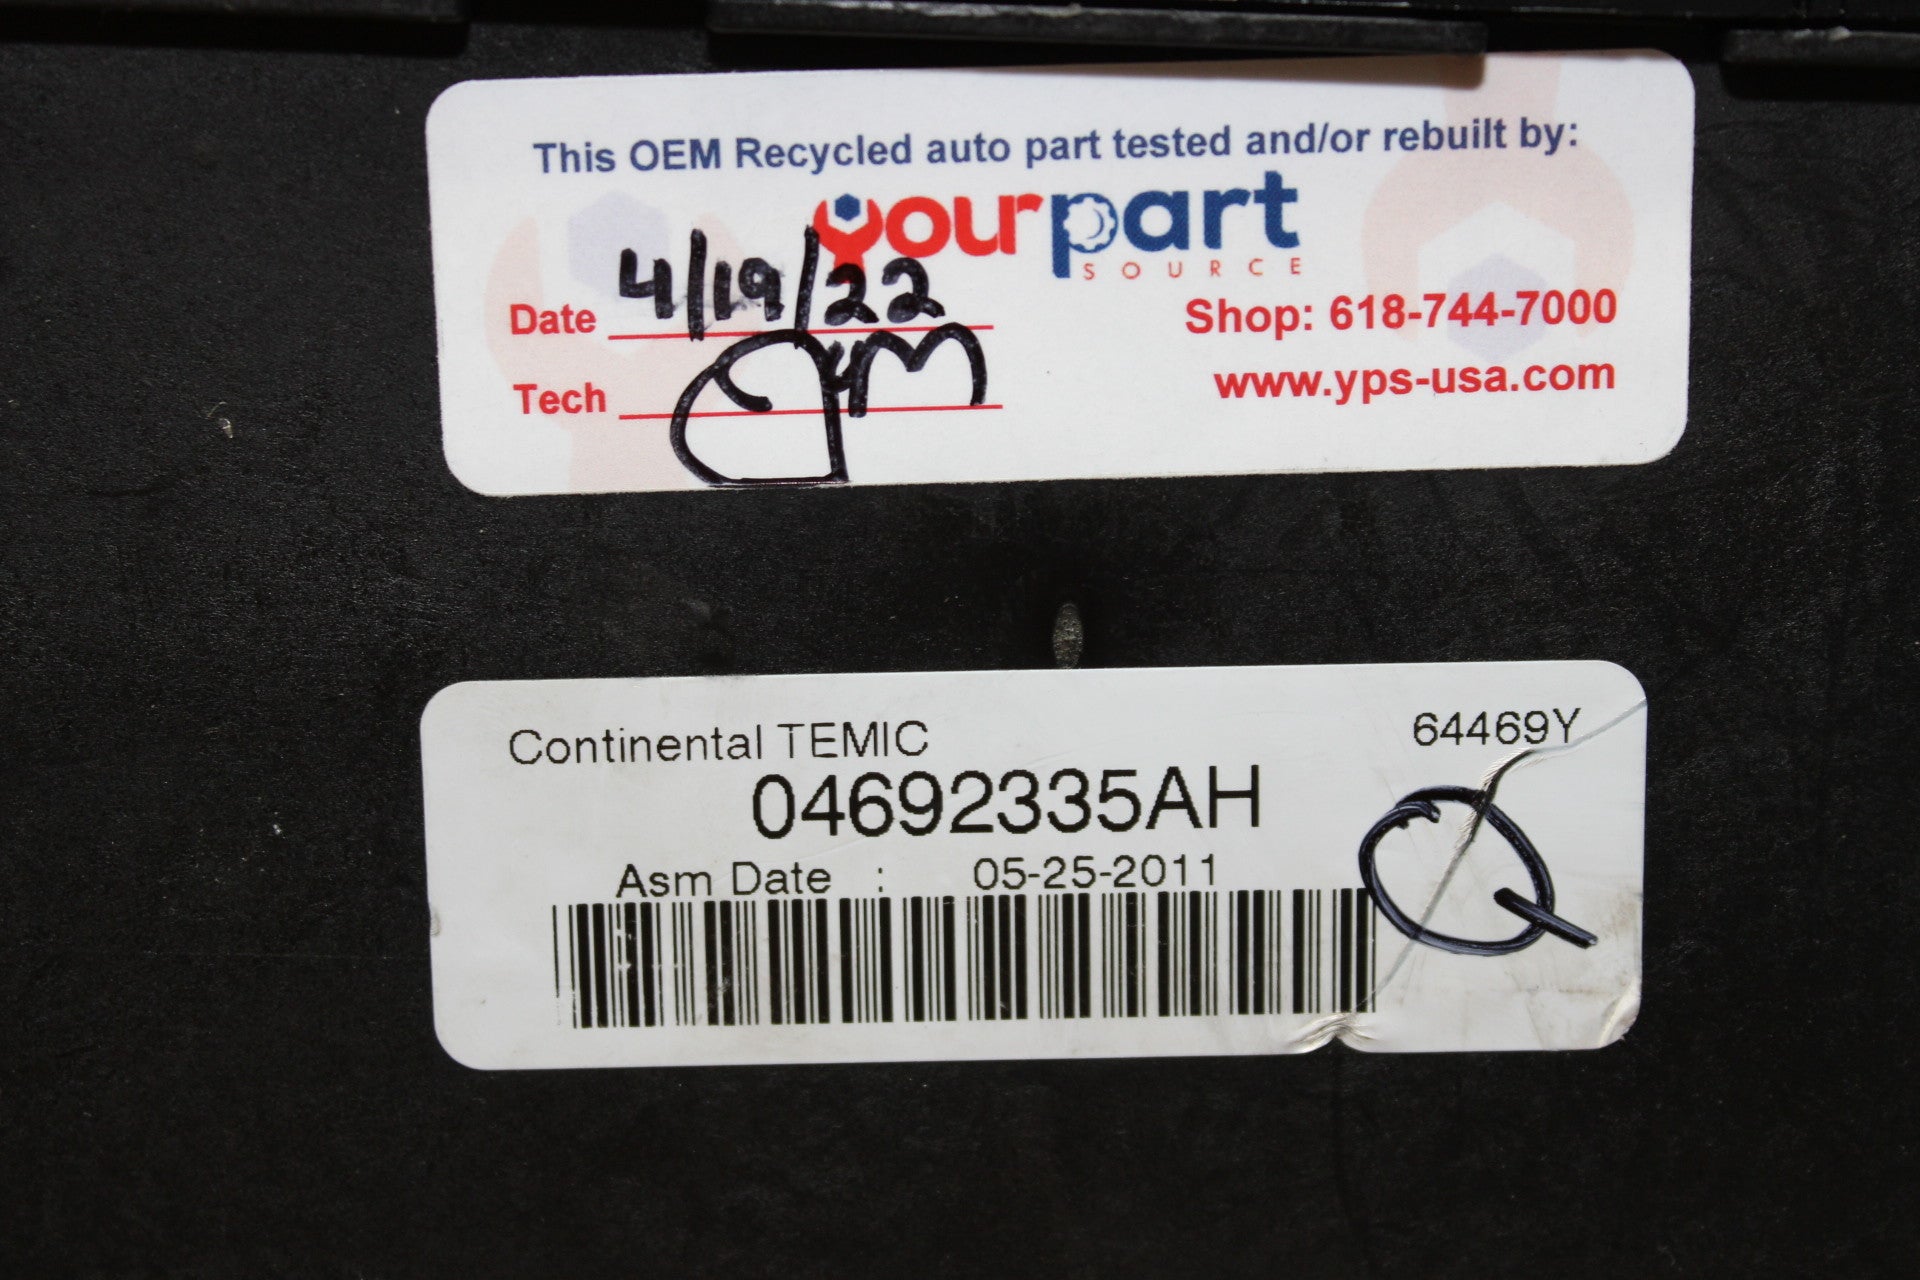 This OEM Recycled auto part tested and/or rebuilt by:
yourpart
SOURCE
Date 4/19/22
Shop: 618-744-7000
Tech
www.yps-usa.com
Continental TEMIC
64469Y
04692335AH
Asm Date : 05-25-2011
Q